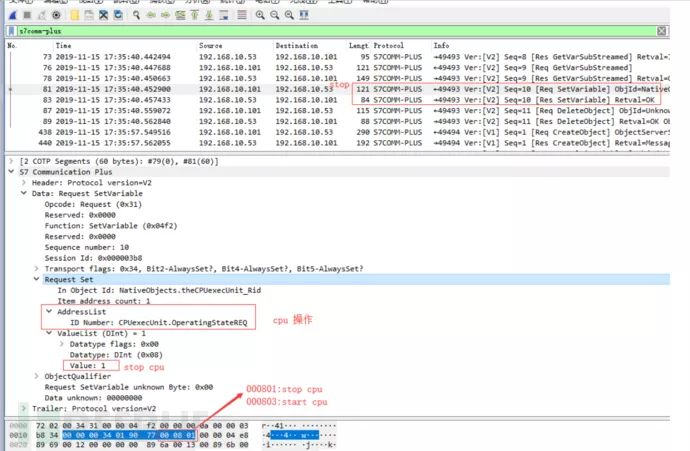 s7comm-plus
No. Time Source Destination Lengt Protocol Info
73 2019-11-15 17:35:40.442494 192.168.10.53 192.168.10.101 95 S7COMM-PLUS →49493 Ver:[V2] Seq=8 [Res GetVarSubStreamed] Retval=
76 2019-11-15 17:35:40.447688 192.168.10.101 192.168.10.53 121 S7COMM-PLUS →49493 Ver:[V2] Seq=9 [Req GetVarSubStreamed]
78 2019-11-15 17:35:40.450663 192.168.10.53 192.168.10.101 149 S7COMM-PLUS →49493 Ver:[V2] Seq=9 [Res GetVarSubStreamed] Retval=O
81 2019-11-15 17:35:40.452900 192.168.10.101 192.168.10.53 stop 121 S7COMM-PLUS →49493 Ver:[V2] Seq=10 [Req SetVariable] ObjId=Native
83 2019-11-15 17:35:40.457433 192.168.10.53 192.168.10.101 84 S7COMM-PLUS →49493 Ver:[V2] Seq=10 [Res SetVariable] Retval=OK
87 2019-11-15 17:35:40.559072 192.168.10.101 192.168.10.53 115 S7COMM-PLUS →49493 Ver:[V2] Seq=11 [Req DeleteObject] ObjId=Unknow
89 2019-11-15 17:35:40.562840 192.168.10.53 192.168.10.101 88 S7COMM-PLUS →49493 Ver:[V2] Seq=11 [Res DeleteObject] Retval=OK Ob
438 2019-11-15 17:35:57.549516 192.168.10.101 192.168.10.53 290 S7COMM-PLUS →49494 Ver:[V1] Seq=1 [Req CreateObject] ObjectServerS
440 2019-11-15 17:35:57.562055 192.168.10.53 192.168.10.101 192 S7COMM-PLUS →49494 Ver:[V1] Seq=1 [Res CreateObject] Retval=Messag
[2 COTP Segments (60 bytes): #79(0), #81(60)]
S7 Communication Plus
Header: Protocol version=V2
Data: Request SetVariable
Opcode: Request (0x31)
Reserved: 0x0000
Function: SetVariable (0x04f2)
Reserved: 0x0000
Sequence number: 10
Session Id: 0x000003b8
Transport flags: 0x34, Bit2-AlwaysSet?, Bit4-AlwaysSet?, Bit5-AlwaysSet?
Request Set
In Object Id: NativeObjects.theCPUexecUnit_Rid
Item address count: 1
AddressList
ID Number: CPUexecUnit.OperatingStateREQ
cpu 操作
ValueList (DInt) = 1
Datatype flags: 0x00
Datatype: DInt (0x08)
Value: 1
stop cpu
ObjectQualifier
Request SetVariable unknown Byte: 0x00
Data unknown: 00000000
Trailer: Protocol version=V2
000801:stop cpu
000803:start cpu
0000 72 02 00 34 31 00 00 04 f2 00 00 00 0a 00 00 03 r··41··· ········
0010 b8 34 00 00 00 34 01 90 77 00 08 01 00 00 04 e8 ·4···4·· w·······
0020 89 69 00 12 00 00 00 00 89 6a 00 13 00 89 6b 00 ·i······ ·j····k·